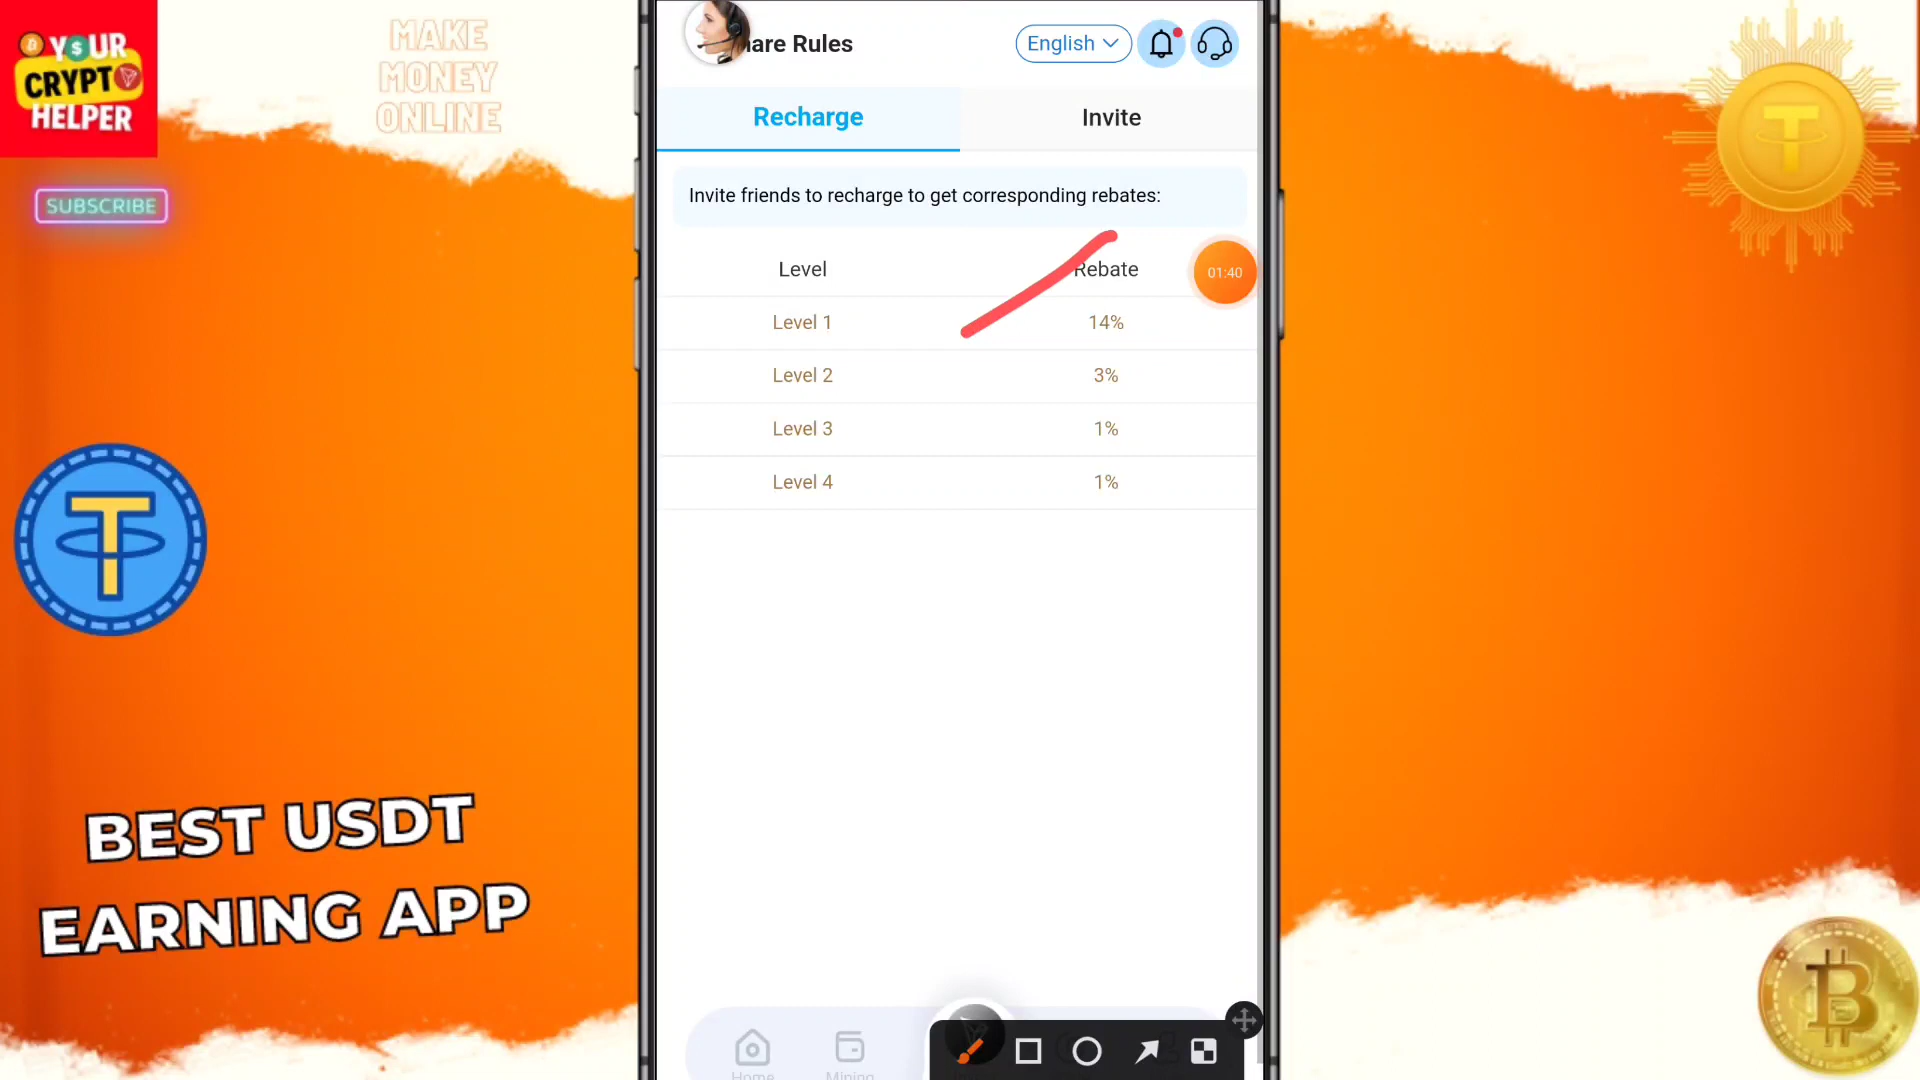 YOUR
CRYPTO
HELPER
SUBSCRIBE
MAKE
MONEY
ONLINE
BEST USDT
EARNING APP
hare Rules
English
Recharge
Invite
Invite friends to recharge to get corresponding rebates:
Level Rebate
Level 1 14%
Level 2 3%
Level 3 1%
Level 4 1%
01:40
Home
Mining